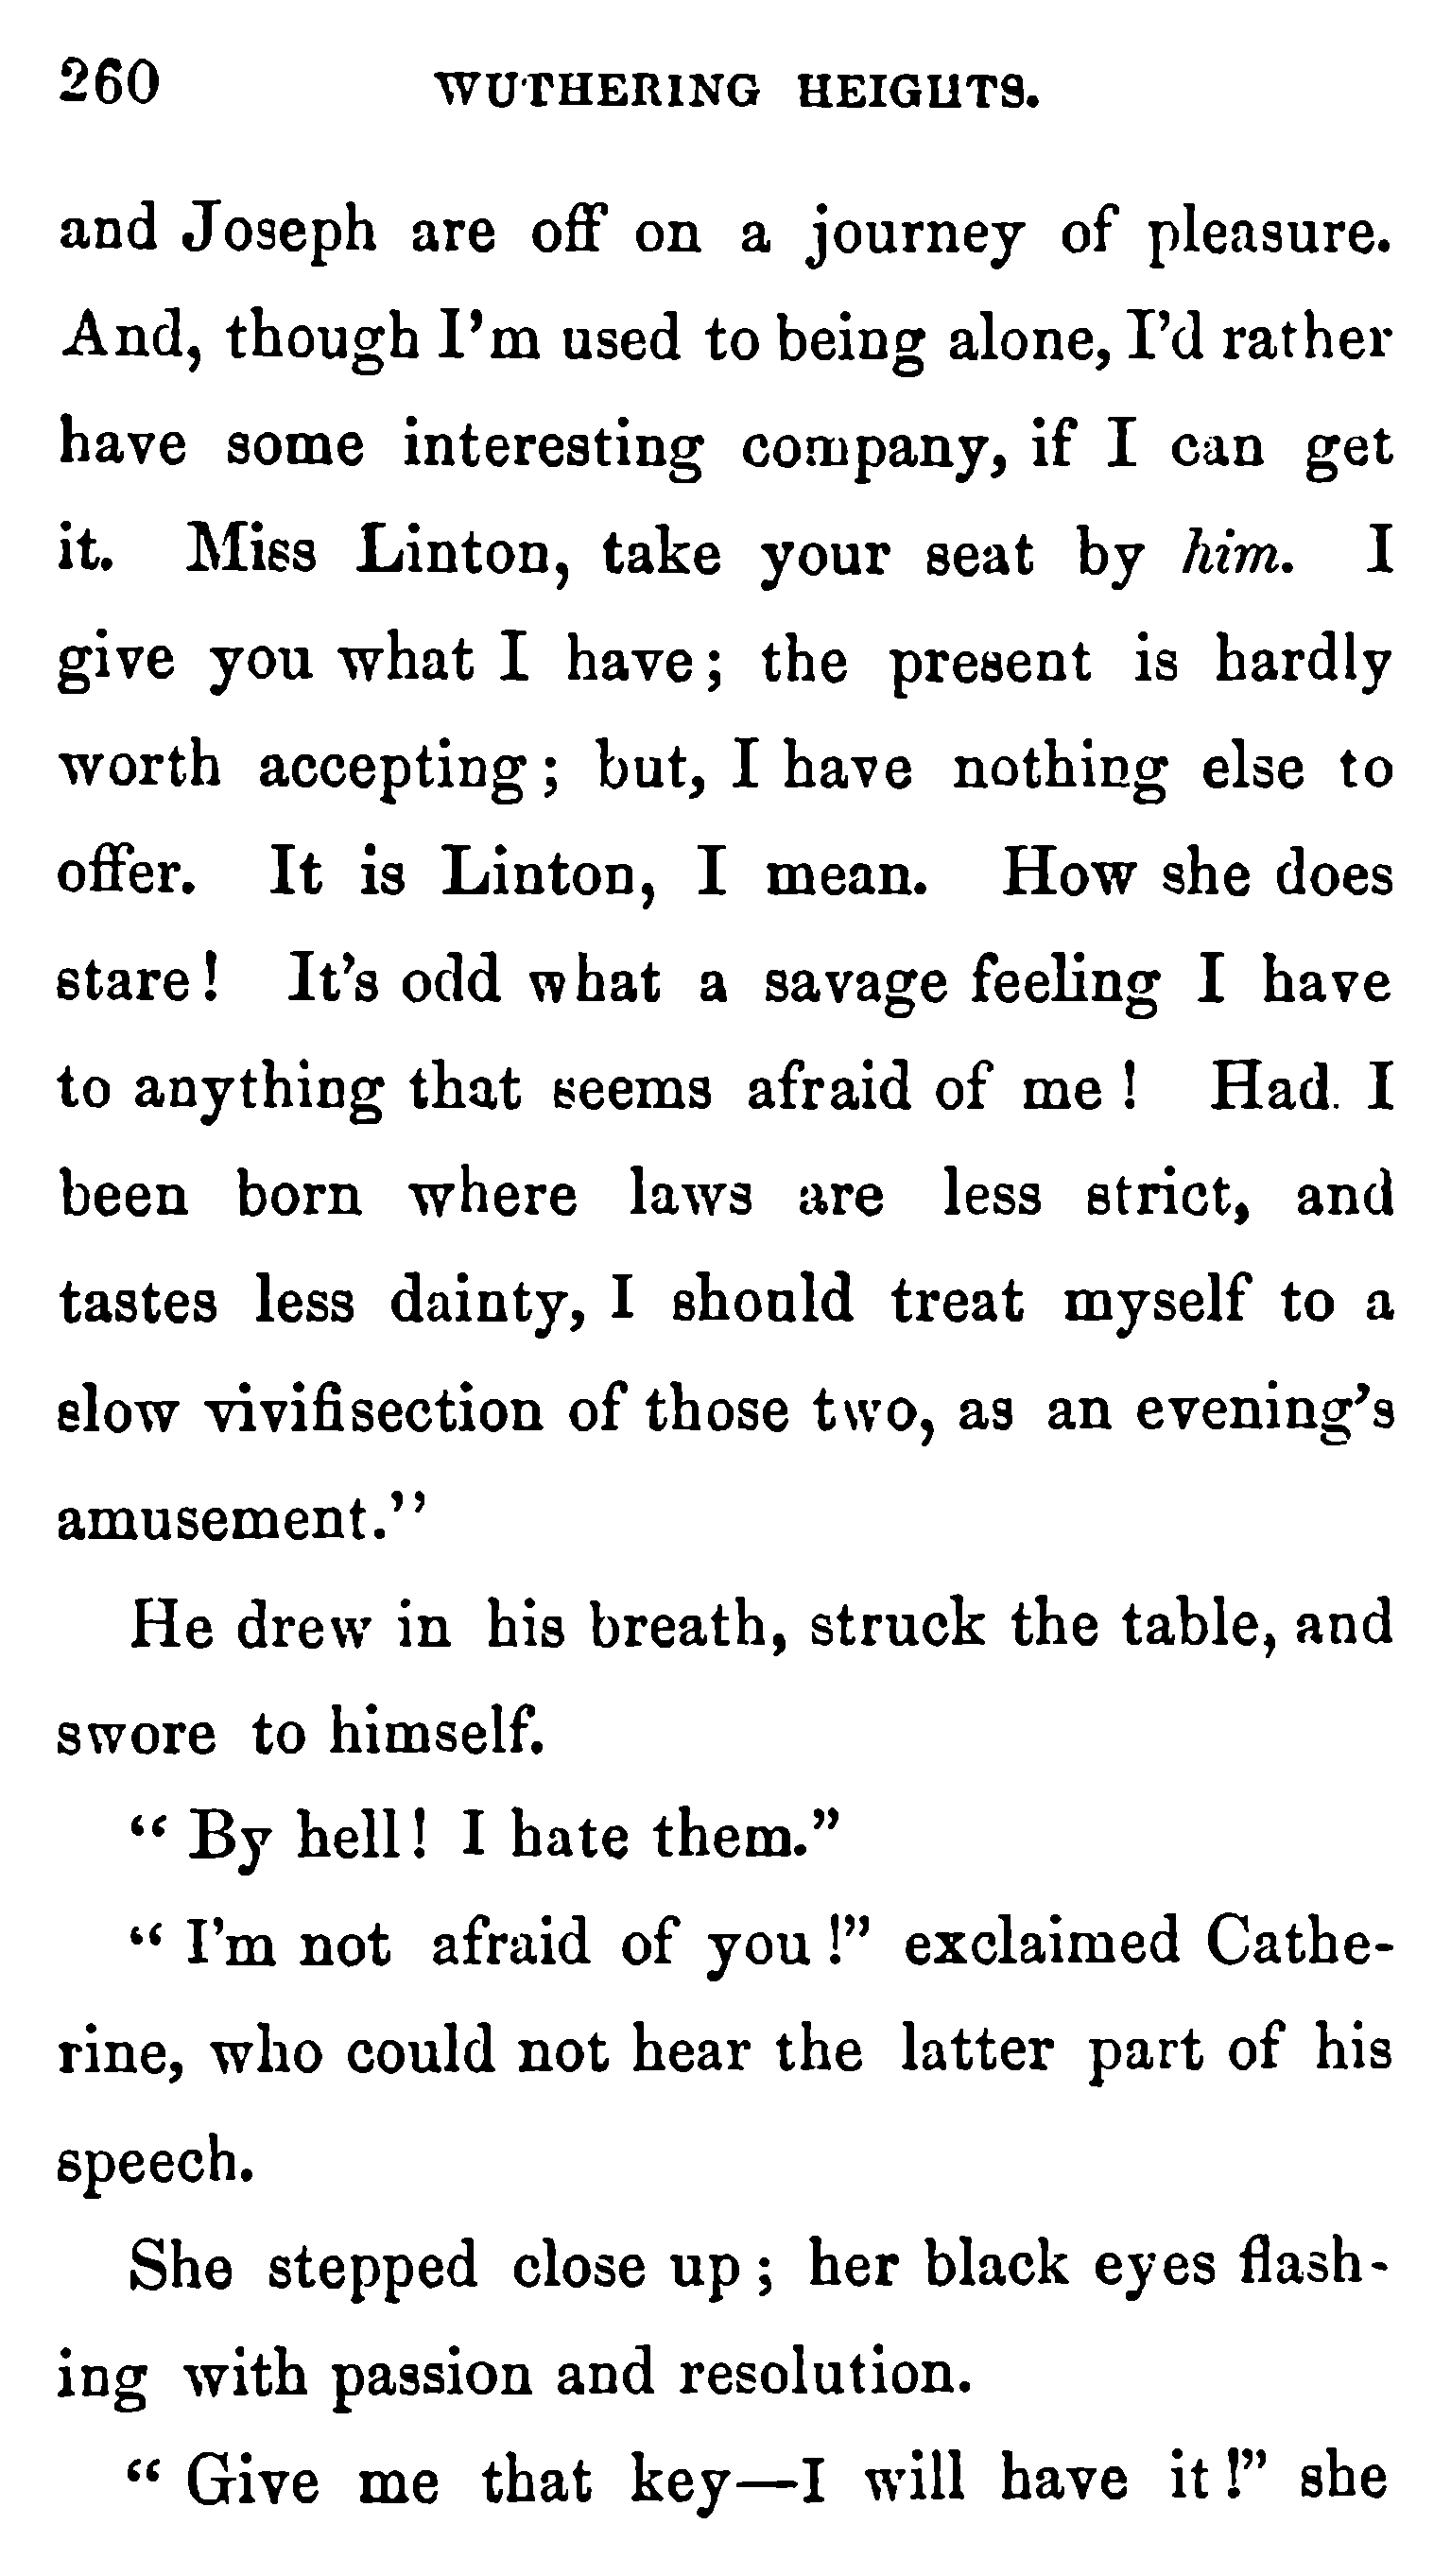 260 WUTHERING HEIGHTS.
and Joseph are off on a journey of pleasure.
And, though I'm used to being alone, I'd rather
have some interesting company, if I can get
it. Miss Linton, take your seat by him. I
give you what I have; the present is hardly
worth accepting; but, I have nothing else to
offer. It is Linton, I mean. How she does
stare! It's odd what a savage feeling I have
to anything that seems afraid of me! Had I
been born where laws are less strict, and
tastes less dainty, I should treat myself to a
slow vivifisection of those two, as an evening's
amusement."
He drew in his breath, struck the table, and
swore to himself.
"By hell! I hate them."
"I'm not afraid of you!" exclaimed Cathe-
rine, who could not hear the latter part of his
speech.
She stepped close up; her black eyes flash-
ing with passion and resolution.
"Give me that key—I will have it!" she